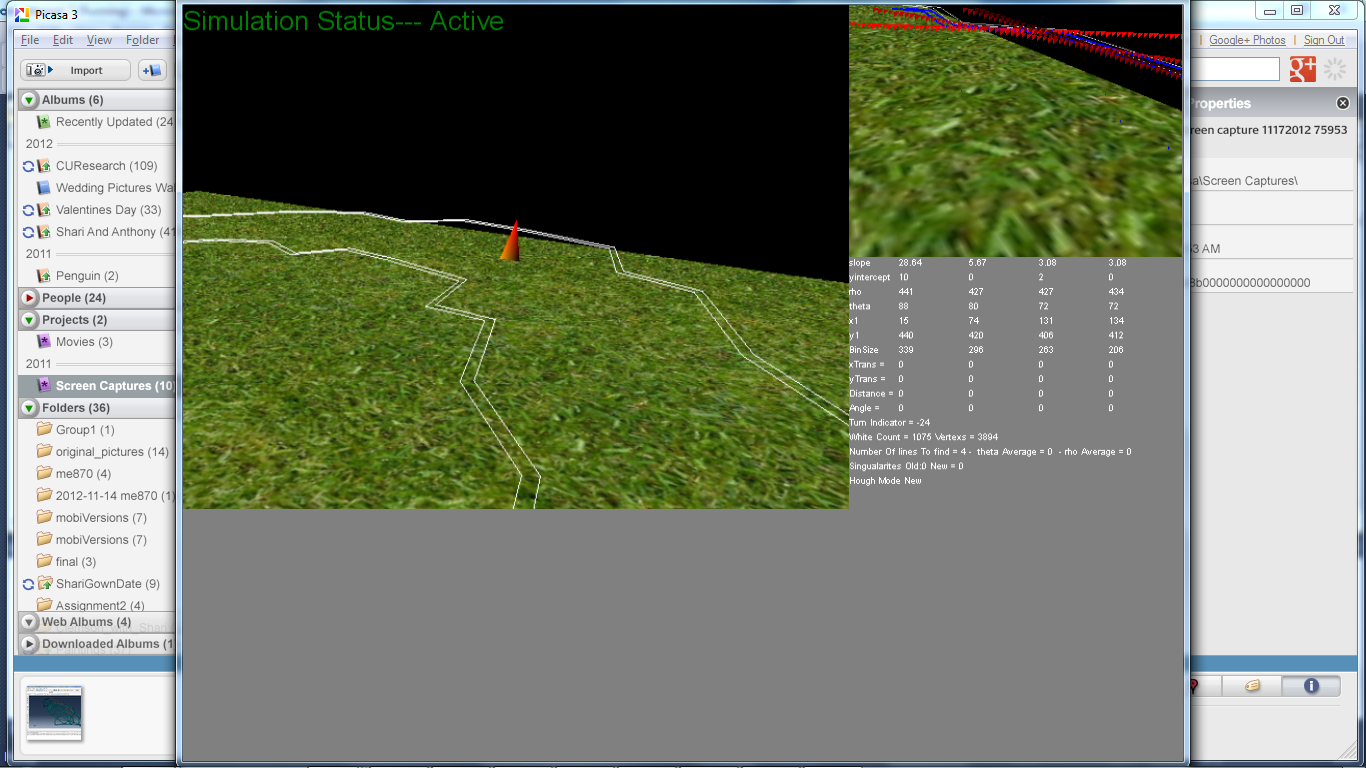 Picasa 3
File Edit View Folder
Import
Albums (6)
Recently Updated (24
2012
CUResearch (109)
Wedding Pictures Wa
Valentines Day (33)
Shari And Anthony (41
2011
Penguin (2)
People (24)
Projects (2)
Movies (3)
2011
Screen Captures (10
Folders (36)
Group1 (1)
original_pictures (14)
me870 (4)
2012-11-14 me870 (1)
mobiVersions (7)
mobiVersions (7)
final (3)
ShariGownDate (9)
Assignment2 (4)
Web Albums (4)
Downloaded Albums (1
Simulation Status--- Active
slope 28.64 5.67 3.08 3.08
yintercept 10 0 2 0
rho 441 427 427 434
theta 88 80 72 72
x1 15 74 131 134
y1 440 420 406 412
BinSize 339 296 263 206
xTrans = 0 0 0 0
yTrans = 0 0 0 0
Distance = 0 0 0 0
Angle = 0 0 0 0
Turn Indicator = -24
White Count = 1075 Vertexs = 3894
Number Of lines To find = 4 - theta Average = 0 - rho Average = 0
Singualarites Old:0 New = 0
Hough Mode New
Google+ Photos | Sign Out
g+
Properties
reen capture 11172012 75953
a\Screen Captures\
3 AM
8b0000000000000000